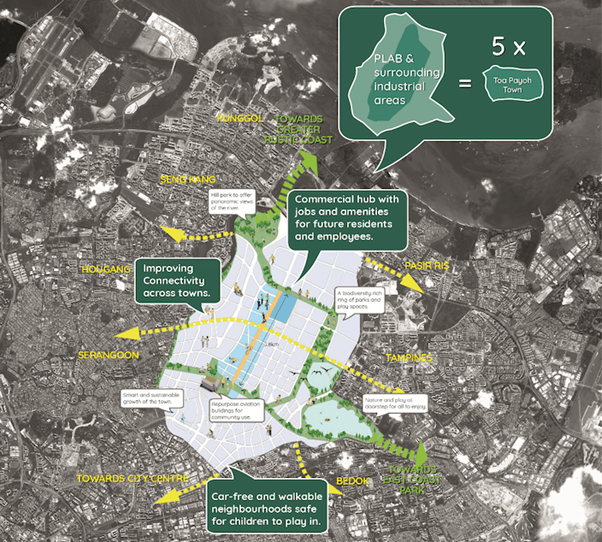 PLAB &
surrounding
industrial
areas
=
5 x
Toa Payoh
Town
PUNGGOL
TOWARDS
GREATER
RUSTIC COAST
SENG KANG
Hill park to offer
panoramic views
of the river.
Commercial hub with
jobs and amenities
for future residents
and employees.
HOUGANG
Improving
Connectivity
across towns.
PASIR RIS
A biodiversity rich
ring of parks and
play spaces.
SERANGOON
TAMPINES
Smart and sustainable
growth of the town.
Repurpose aviation
buildings for
community use.
Nature and play at
doorstep for all to enjoy
TOWARDS CITY CENTRE
BEDOK
TOWARDS
EAST COAST
PARK
Car-free and walkable
neighbourhoods safe
for children to play in.